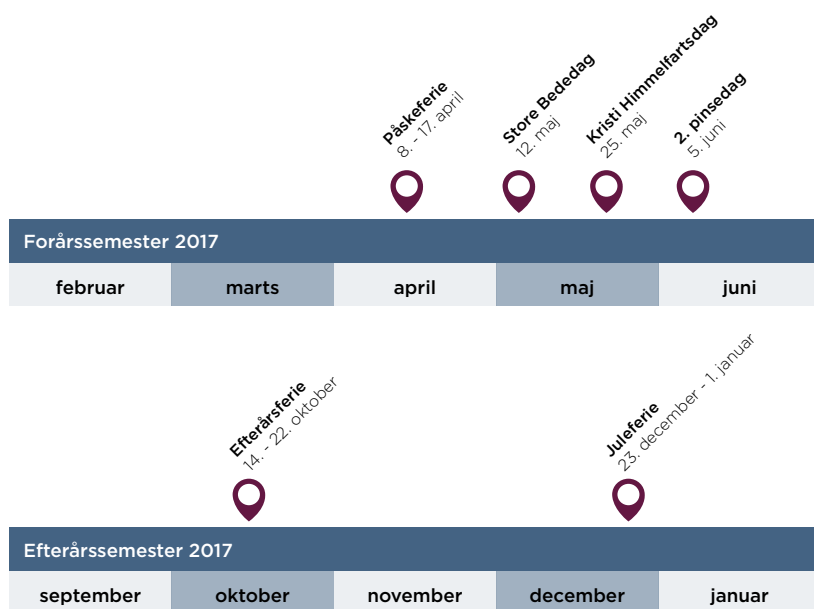 Påskeferie
8. - 17. april
Store Bededag
12. maj
Kristi Himmelfartsdag
25. maj
2. pinsedag
5. juni
Forårssemester 2017
februar
marts
april
maj
juni
Efterårsferie
14. - 22. oktober
Juleferie
23. december - 1. januar
Efterårssemester 2017
september
oktober
november
december
januar